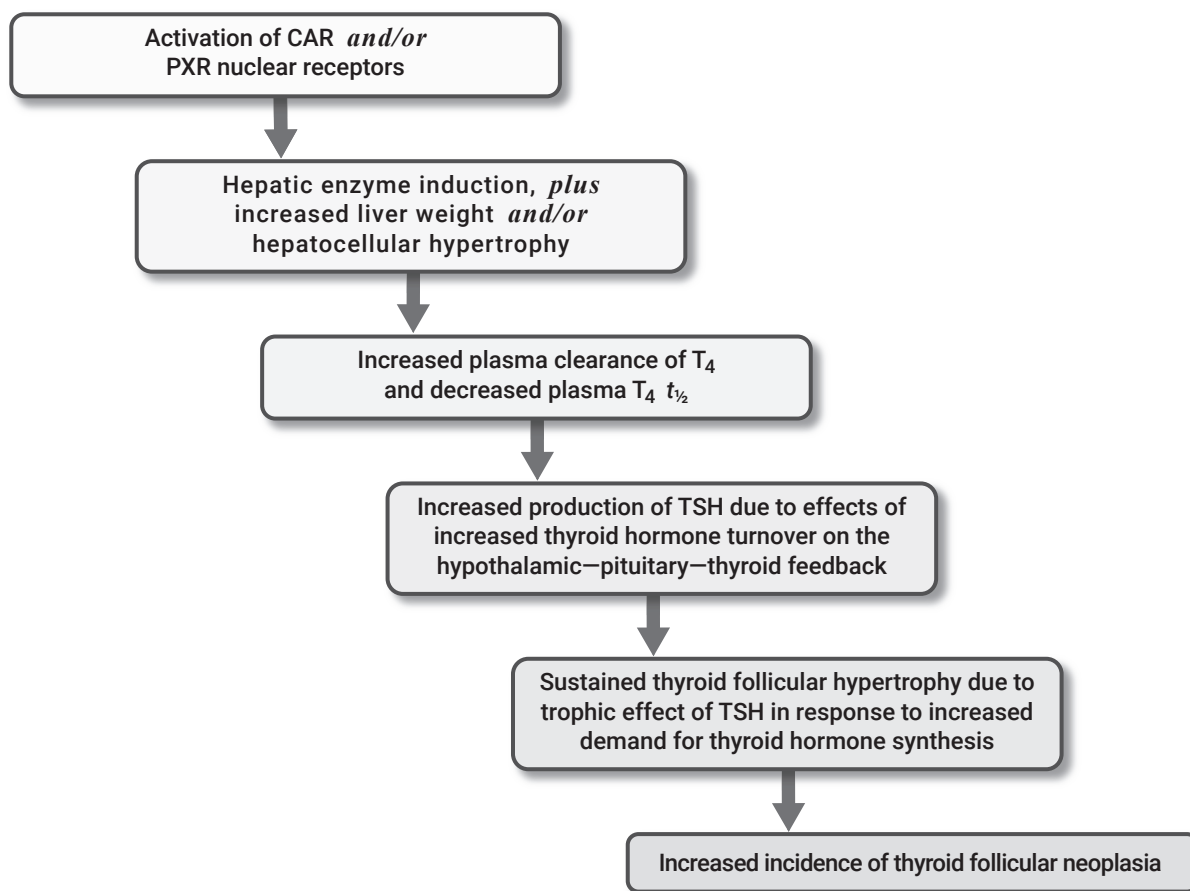 Activation of CAR and/or
PXR nuclear receptors
Hepatic enzyme induction, plus
increased liver weight and/or
hepatocellular hypertrophy
Increased plasma clearance of T₄
and decreased plasma T₄ t½
Increased production of TSH due to effects of
increased thyroid hormone turnover on the
hypothalamic—pituitary—thyroid feedback
Sustained thyroid follicular hypertrophy due to
trophic effect of TSH in response to increased
demand for thyroid hormone synthesis
Increased incidence of thyroid follicular neoplasia